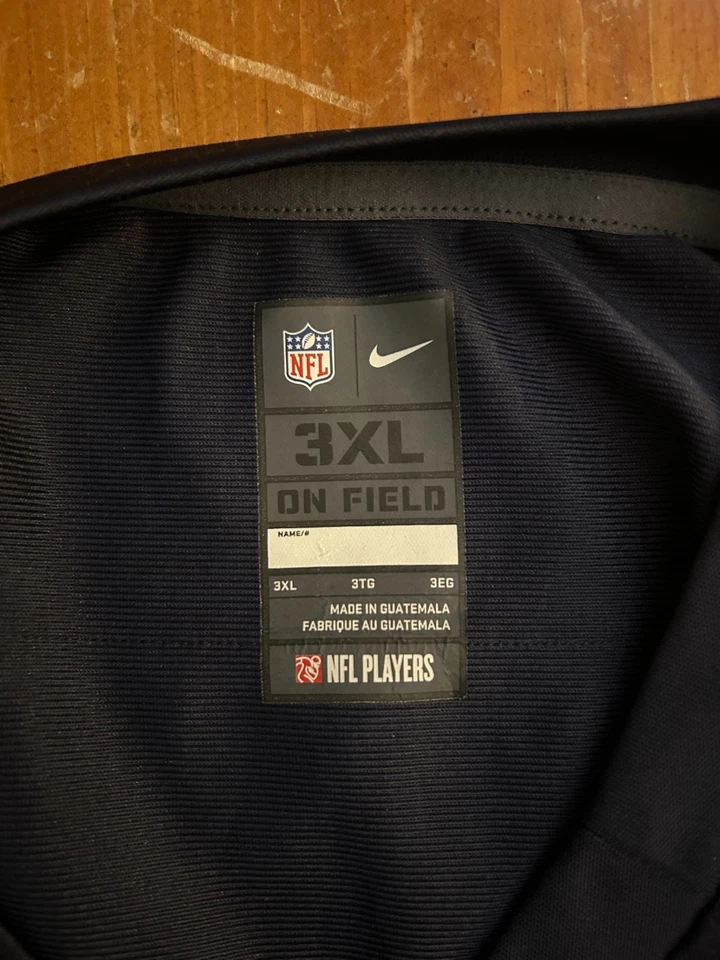 NFL
3XL
ON FIELD
NAME/#
3XL 3TG 3EG
MADE IN GUATEMALA
FABRIQUE AU GUATEMALA
NFL PLAYERS